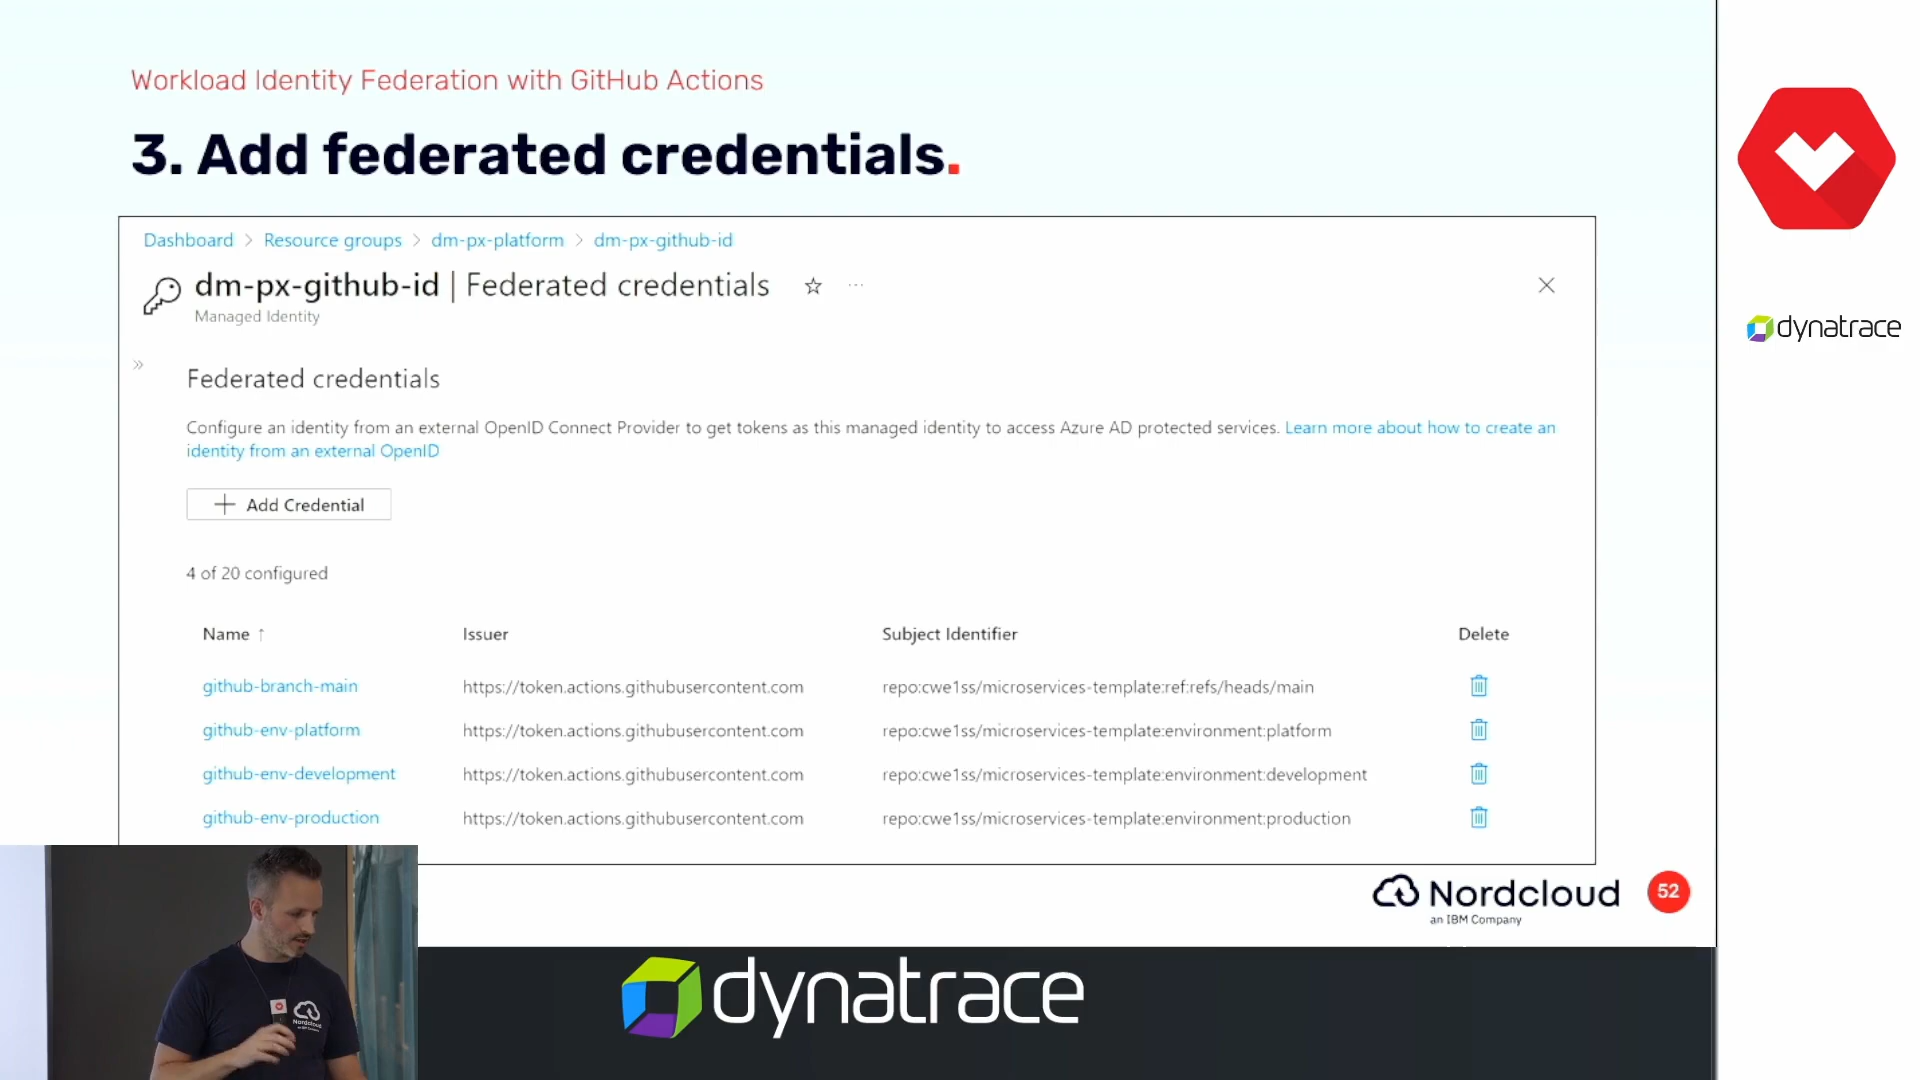 Workload Identity Federation with GitHub Actions
3. Add federated credentials.
Dashboard > Resource groups > dm-px-platform > dm-px-github-id
dm-px-github-id | Federated credentials ☆ ...
Managed Identity
»
Federated credentials
Configure an identity from an external OpenID Connect Provider to get tokens as this managed identity to access Azure AD protected services. Learn more about how to create an
identity from an external OpenID
+ Add Credential
4 of 20 configured
Name ↑ Issuer Subject Identifier Delete
github-branch-main https://token.actions.githubusercontent.com repo:cwe1ss/microservices-template:ref:refs/heads/main
github-env-platform https://token.actions.githubusercontent.com repo:cwe1ss/microservices-template:environment:platform
github-env-development https://token.actions.githubusercontent.com repo:cwe1ss/microservices-template:environment:development
github-env-production https://token.actions.githubusercontent.com repo:cwe1ss/microservices-template:environment:production
Nordcloud
an IBM Company
52
dynatrace
dynatrace
Nordcloud
an IBM Company